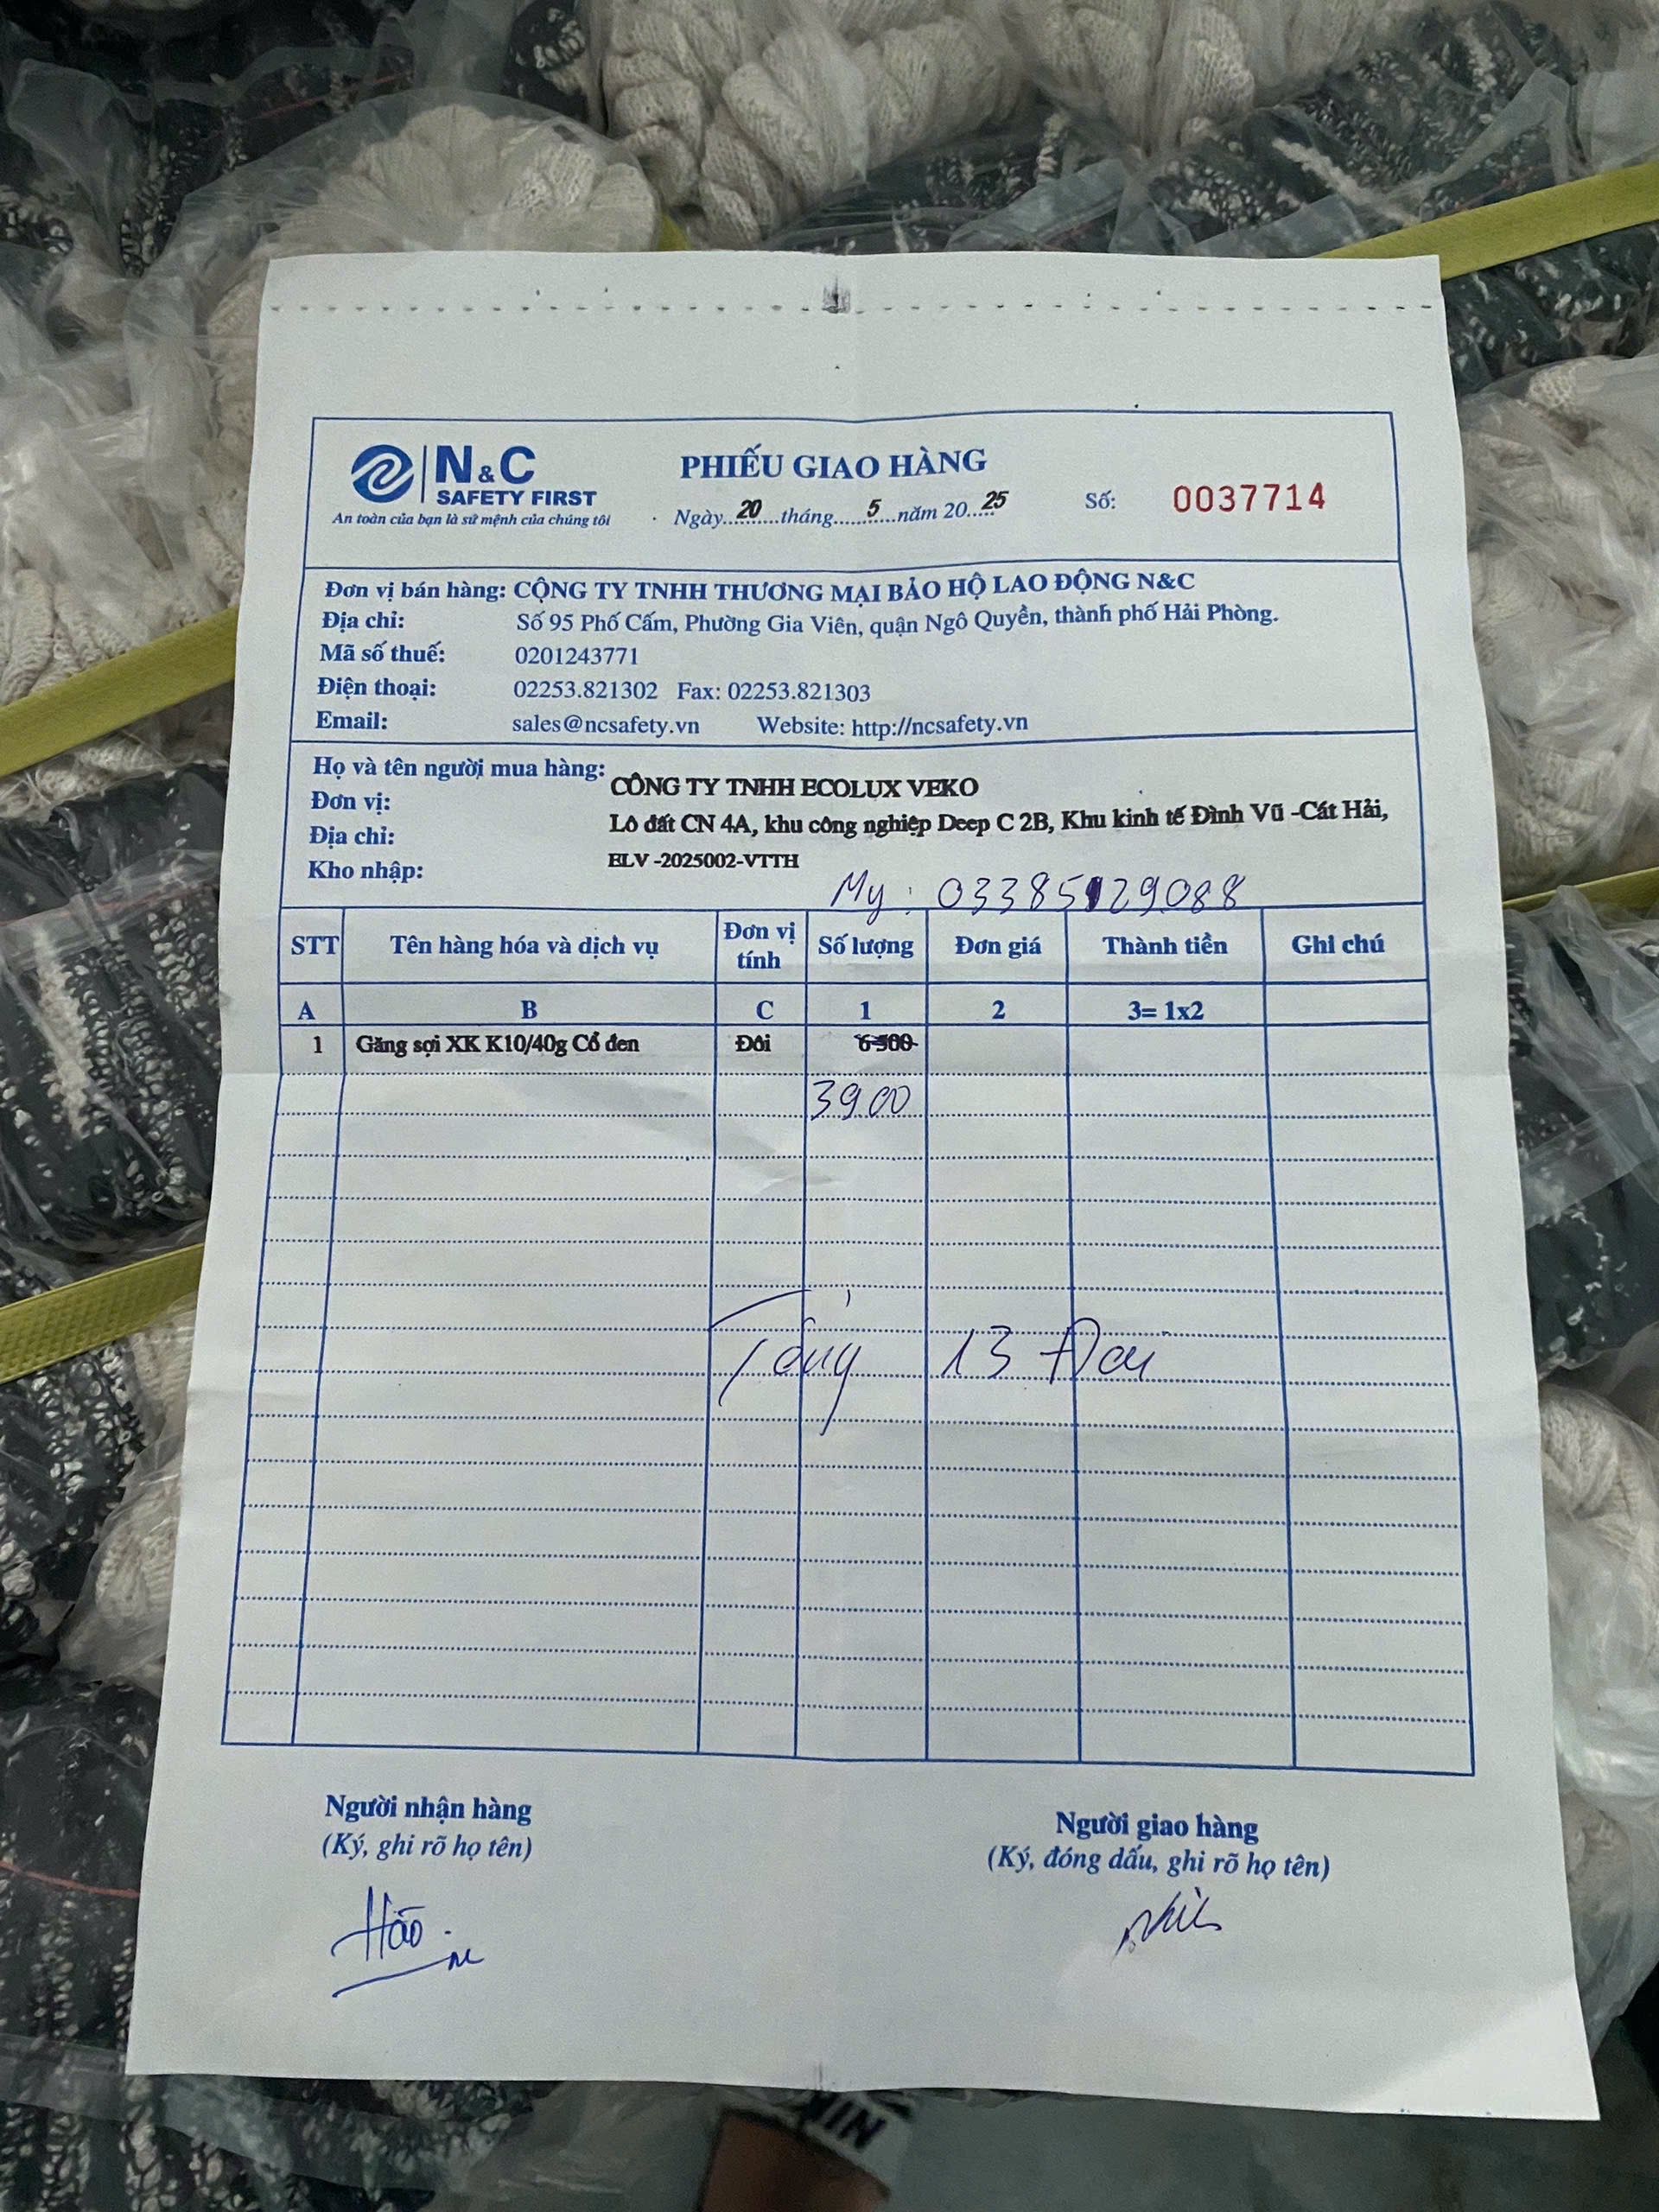 N&C
SAFETY FIRST
An toàn của bạn là sứ mệnh của chúng tôi
PHIẾU GIAO HÀNG
Ngày...20...tháng......5...năm 20...25
Số: 0037714
Đơn vị bán hàng: CÔNG TY TNHH THƯƠNG MẠI BẢO HỘ LAO ĐỘNG N&C
Địa chỉ: Số 95 Phố Cấm, Phường Gia Viên, quận Ngô Quyền, thành phố Hải Phòng.
Mã số thuế: 0201243771
Điện thoại: 02253.821302 Fax: 02253.821303
Email: sales@ncsafety.vn Website: http://ncsafety.vn
Họ và tên người mua hàng:
Đơn vị: CÔNG TY TNHH ECOLUX VEKO
Địa chỉ: Lô đất CN 4A, khu công nghiệp Deep C 2B, Khu kinh tế Đình Vũ -Cát Hải,
Kho nhập: ELV -2025002-VTTH
My: 0338529088
STT Tên hàng hóa và dịch vụ Đơn vị tính Số lượng Đơn giá Thành tiền Ghi chú
A B C 1 2 3= 1x2
1 Găng sợi XK K10/40g Cổ đen Đôi 6 500
3900
Tổng 13 Đai
Người nhận hàng
(Ký, ghi rõ họ tên)
Người giao hàng
(Ký, đóng dấu, ghi rõ họ tên)
Hảo